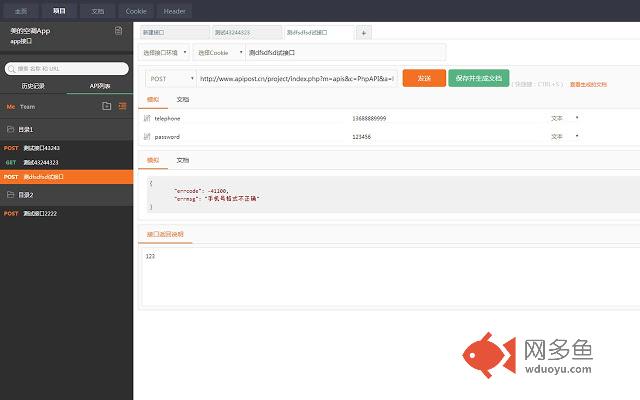 主页 项目 文档 Cookie Header
美的空调App
app接口
搜索 名称 和 URL
历史记录 API列表
Me Team
目录1
POST 测试接口43243
GET 测试43244323
POST 测dfsdfsd试接口
目录2
POST 测试接口2222
新建接口 测试43244323 测dfsdfsd试接口 +
选择接口环境 选择Cookie 测dfsdfsd试接口
POST http://www.apipost.cn/project/index.php?m=apis&c=PhpAPI&a=l 发送 保存并生成文档 (快捷键：CTRL+S) 查看生成的文档
模拟 文档
telephone 13688889999 文本
password 123456 文本
模拟 文档
{
"errcode": -41100,
"errmsg": "手机号格式不正确"
}
接口返回说明
123
网多鱼
wduoyu.com